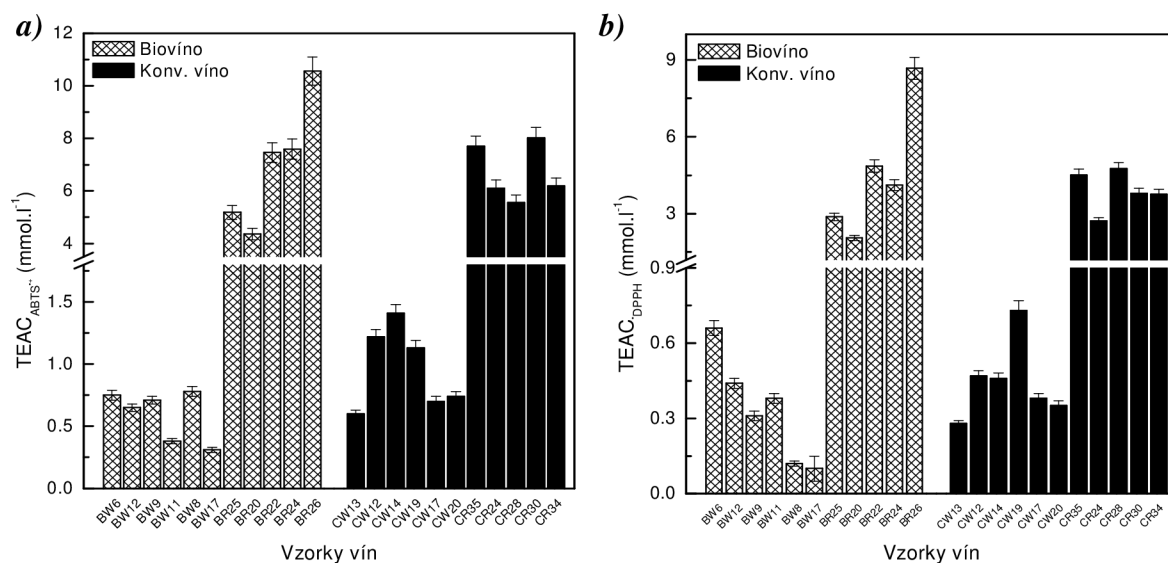 a)
Biovíno
Konv. víno
TEAC_ABTS·+ (mmol.l⁻¹)
12
10
8
6
4
1.5
1.0
0.5
0.0
BW6 BW12 BW9 BW11 BW8 BW17 BR25 BR20 BR22 BR24 BR26 CW13 CW12 CW14 CW19 CW17 CW20 CR35 CR24 CR28 CR30 CR34
Vzorky vín
b)
Biovíno
Konv. víno
TEAC.DPPH (mmol.l⁻¹)
9
6
3
0.9
0.6
0.3
0.0
BW6 BW12 BW9 BW11 BW8 BW17 BR25 BR20 BR22 BR24 BR26 CW13 CW12 CW14 CW19 CW17 CW20 CR35 CR24 CR28 CR30 CR34
Vzorky vín